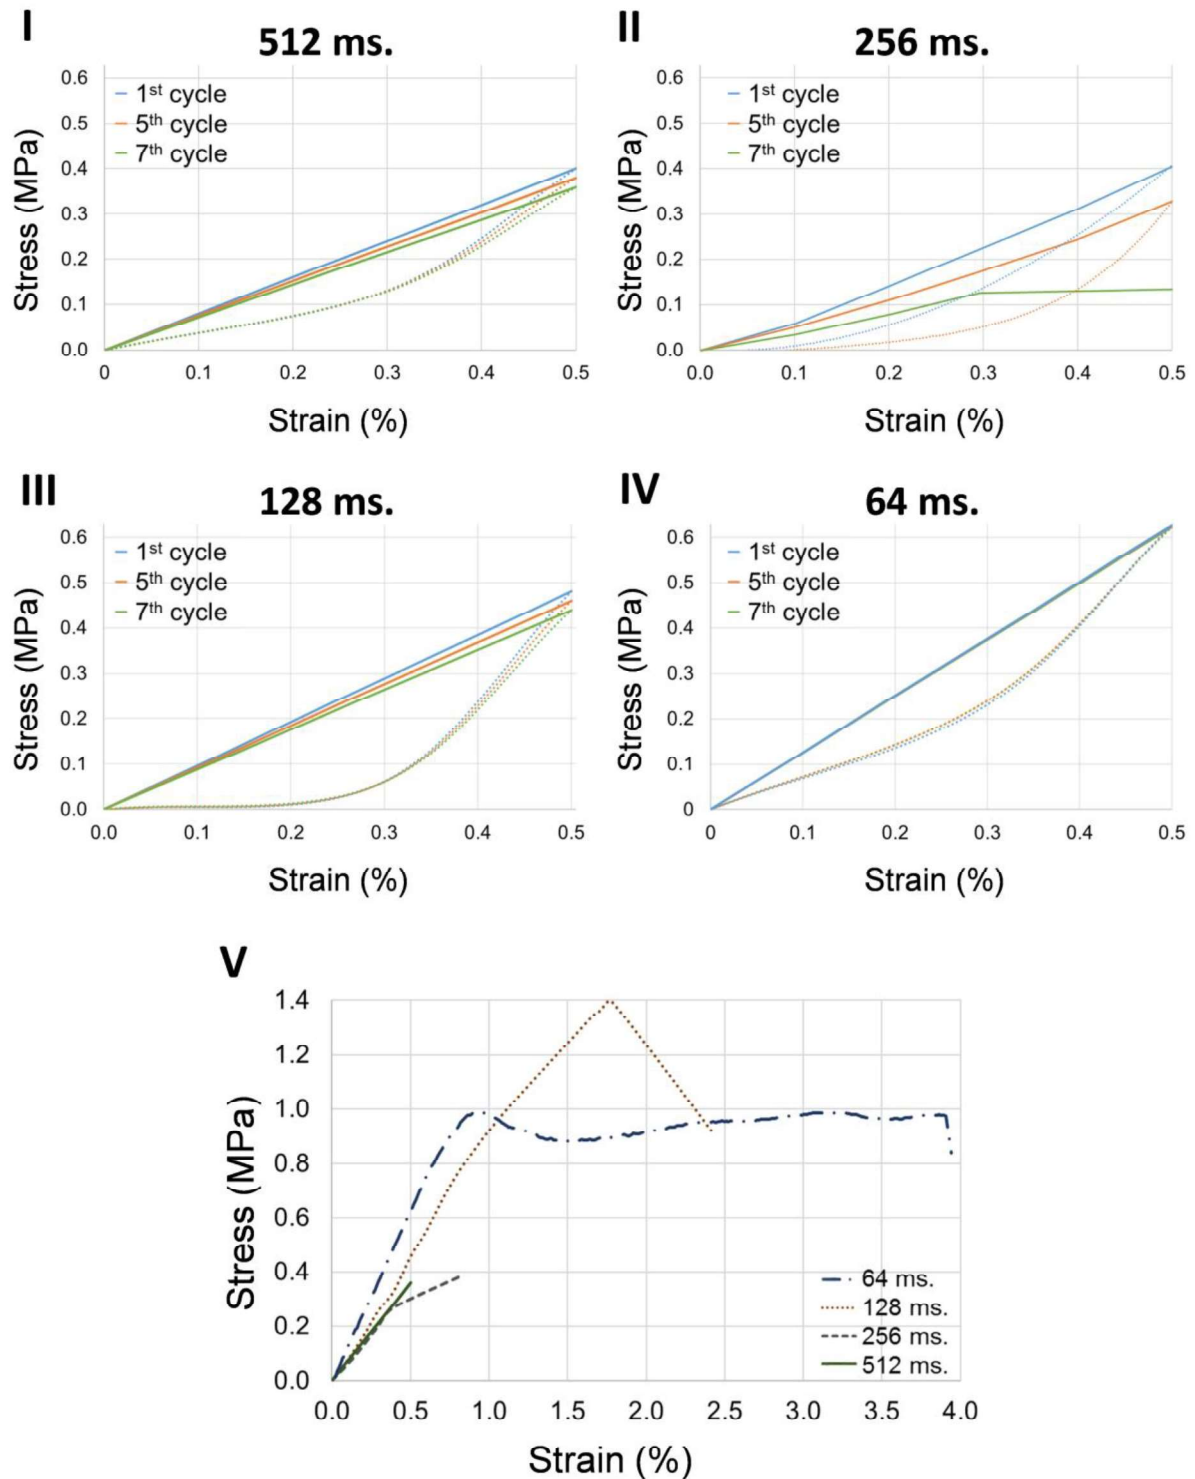 I
512 ms.
Stress (MPa)
0.6
0.5
0.4
0.3
0.2
0.1
0.0
1st cycle
5th cycle
7th cycle
0 0.1 0.2 0.3 0.4 0.5
Strain (%)
II
256 ms.
Stress (MPa)
0.6
0.5
0.4
0.3
0.2
0.1
0.0
1st cycle
5th cycle
7th cycle
0.0 0.1 0.2 0.3 0.4 0.5
Strain (%)
III
128 ms.
Stress (MPa)
0.6
0.5
0.4
0.3
0.2
0.1
0.0
1st cycle
5th cycle
7th cycle
0.0 0.1 0.2 0.3 0.4 0.5
Strain (%)
IV
64 ms.
Stress (MPa)
0.6
0.5
0.4
0.3
0.2
0.1
0
1st cycle
5th cycle
7th cycle
0 0.1 0.2 0.3 0.4 0.5
Strain (%)
V
Stress (MPa)
1.4
1.2
1.0
0.8
0.6
0.4
0.2
0.0
64 ms.
128 ms.
256 ms.
512 ms.
0.0 0.5 1.0 1.5 2.0 2.5 3.0 3.5 4.0
Strain (%)